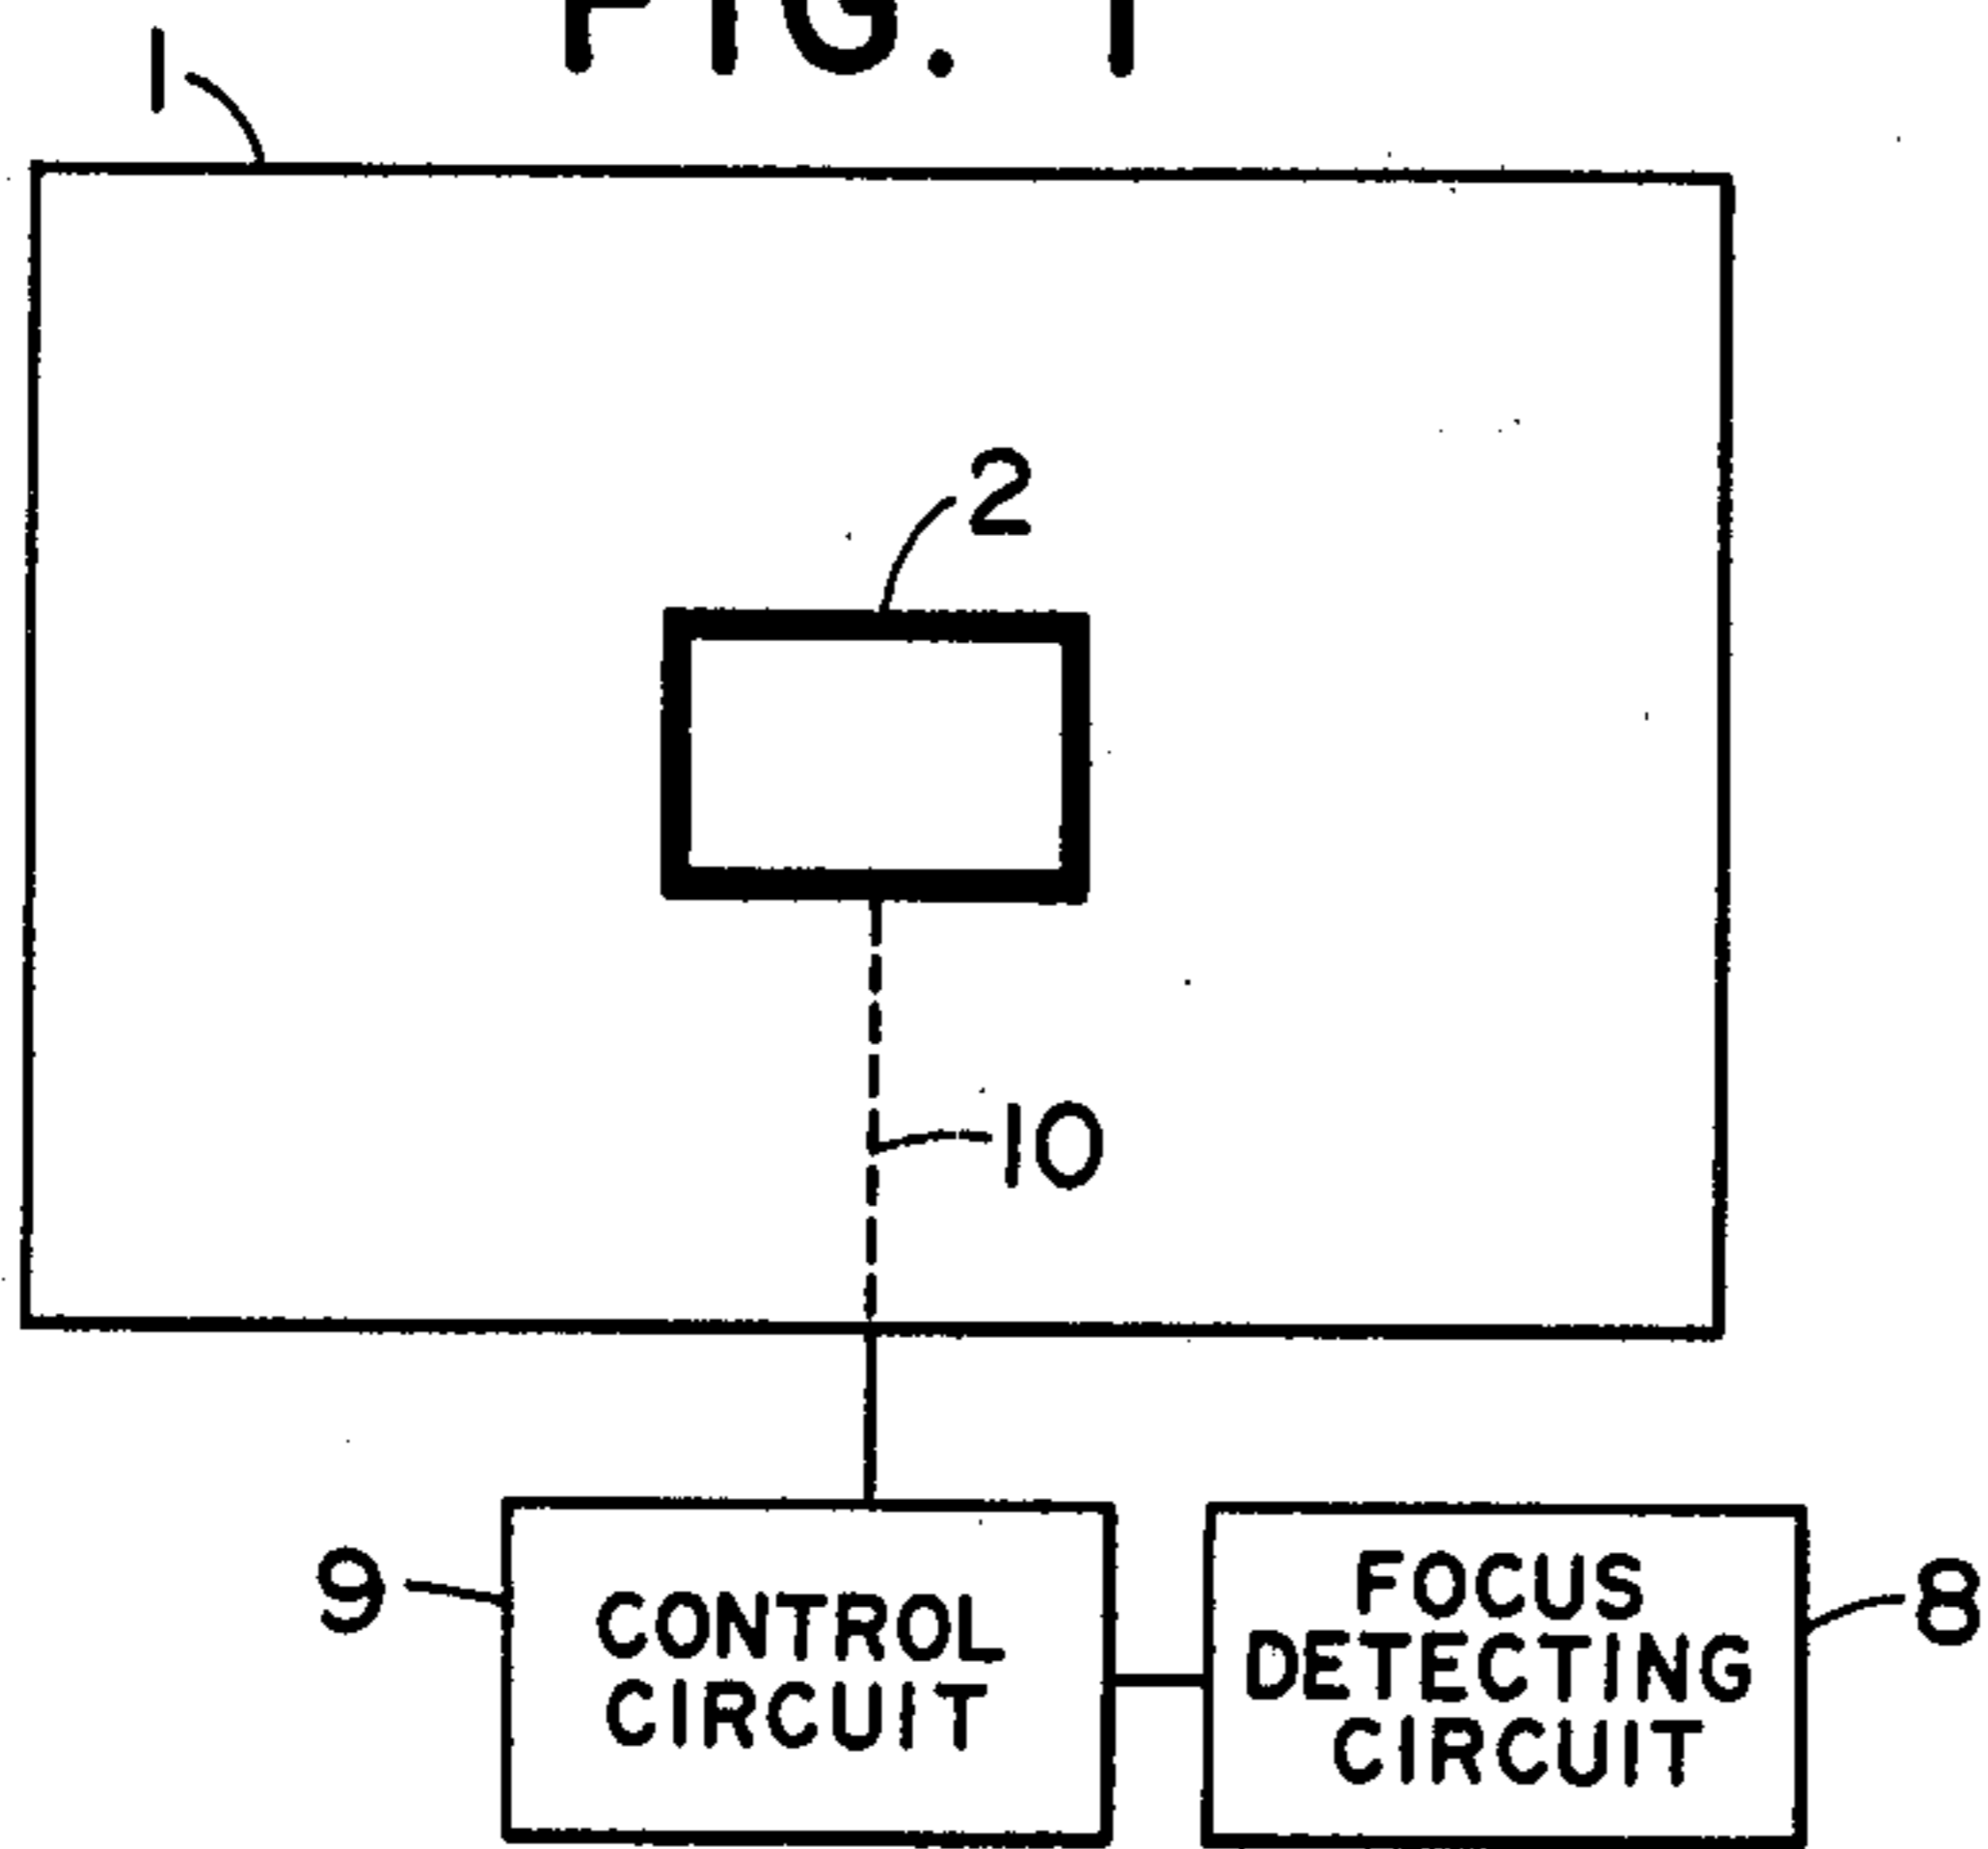 FIG. 1
1
2
10
9
CONTROL
CIRCUIT
FOCUS
DETECTING
CIRCUIT
8